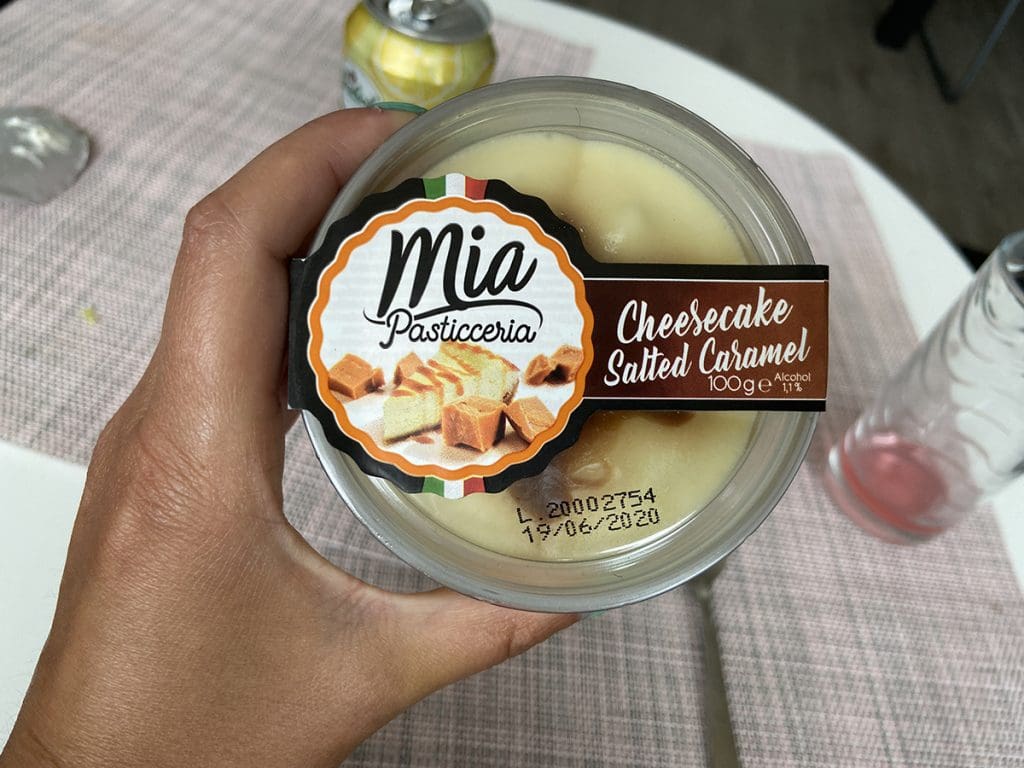 Mia
Pasticceria
Cheesecake
Salted Caramel
100g e Alcohol
1,1%
L.20002754
19/06/2020